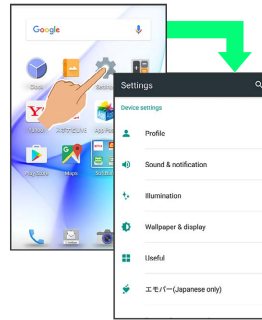 Google
Settings
Device settings
Profile
Sound & notification
Illumination
Wallpaper & display
Useful
エモパー(Japanese only)
Play Store
Maps